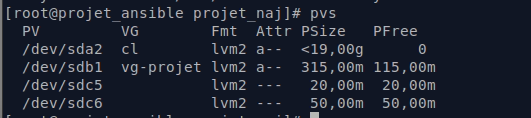 [root@projet_ansible projet_naj]# pvs
  PV         VG        Fmt  Attr PSize   PFree
  /dev/sda2  cl        lvm2 a--  <19,00g      0
  /dev/sdb1  vg-projet lvm2 a--  315,00m 115,00m
  /dev/sdc5            lvm2 ---   20,00m  20,00m
  /dev/sdc6            lvm2 ---   50,00m  50,00m